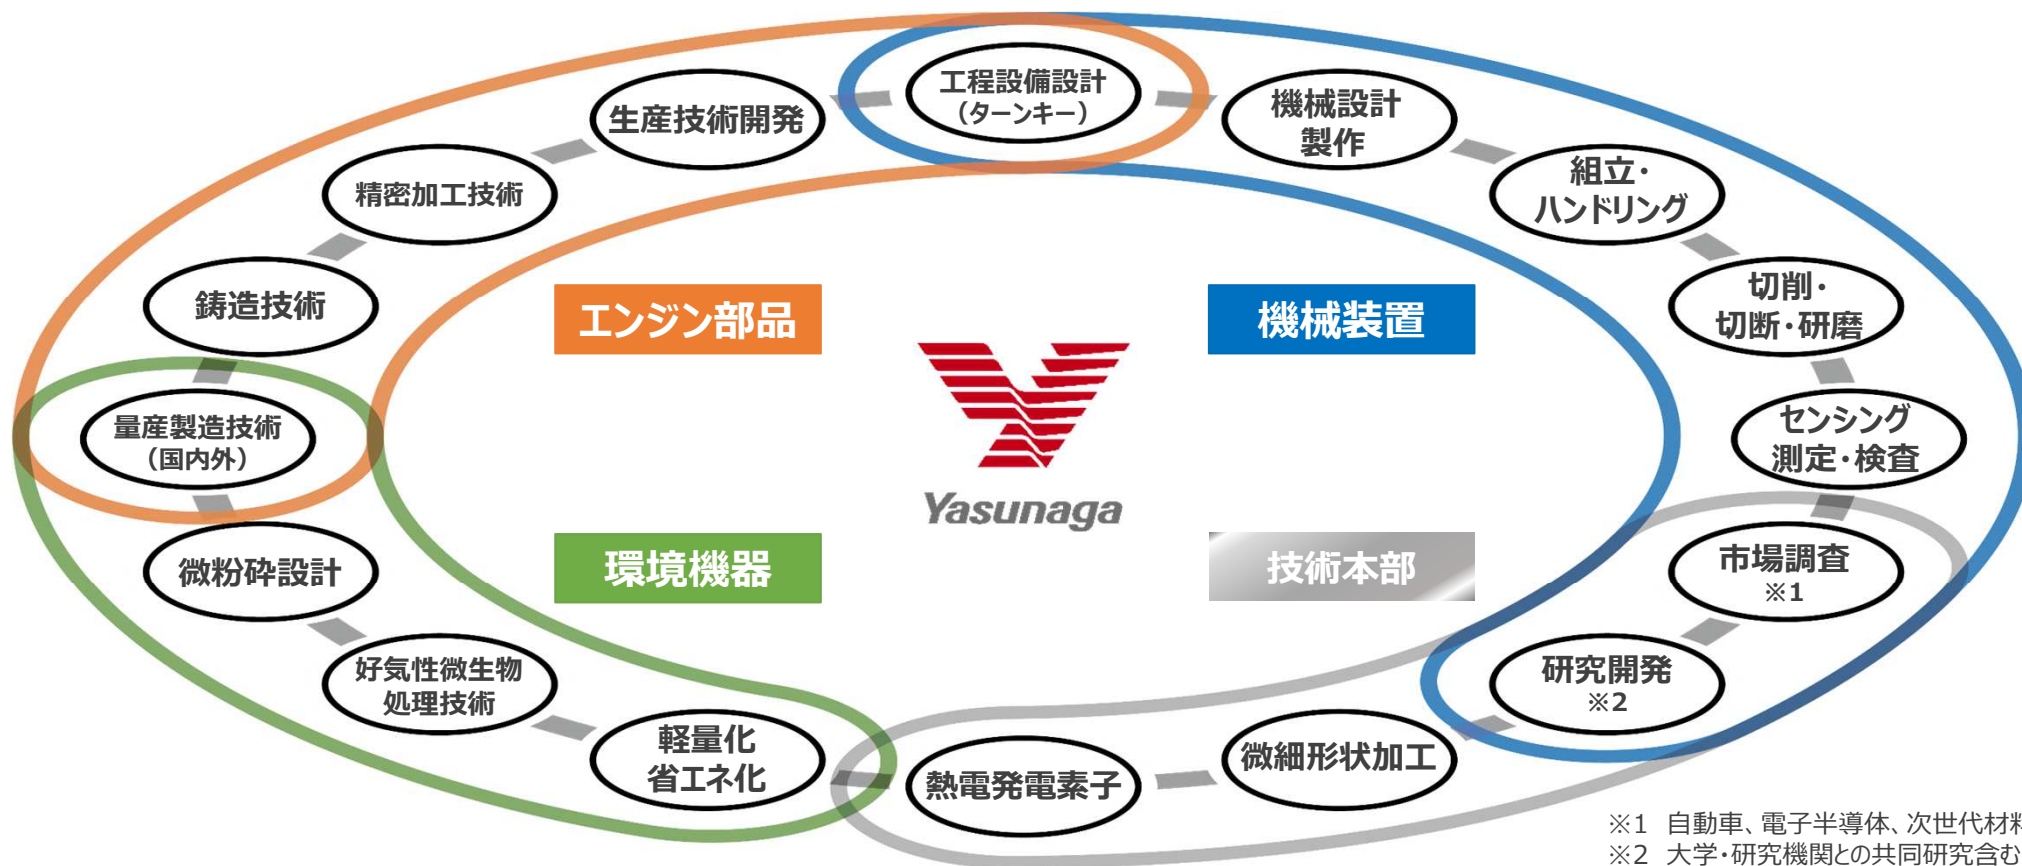 工程設備設計
（ターンキー）
生産技術開発
機械設計
製作
精密加工技術
組立・
ハンドリング
鋳造技術
切削・
切断・研磨
エンジン部品
機械装置
量産製造技術
（国内外）
センシング
測定・検査
Yasunaga
環境機器
技術本部
微粉砕設計
市場調査
※1
好気性微生物
処理技術
研究開発
※2
軽量化
省エネ化
熱電発電素子
微細形状加工
※1 自動車、電子半導体、次世代材料
※2 大学・研究機関との共同研究含む